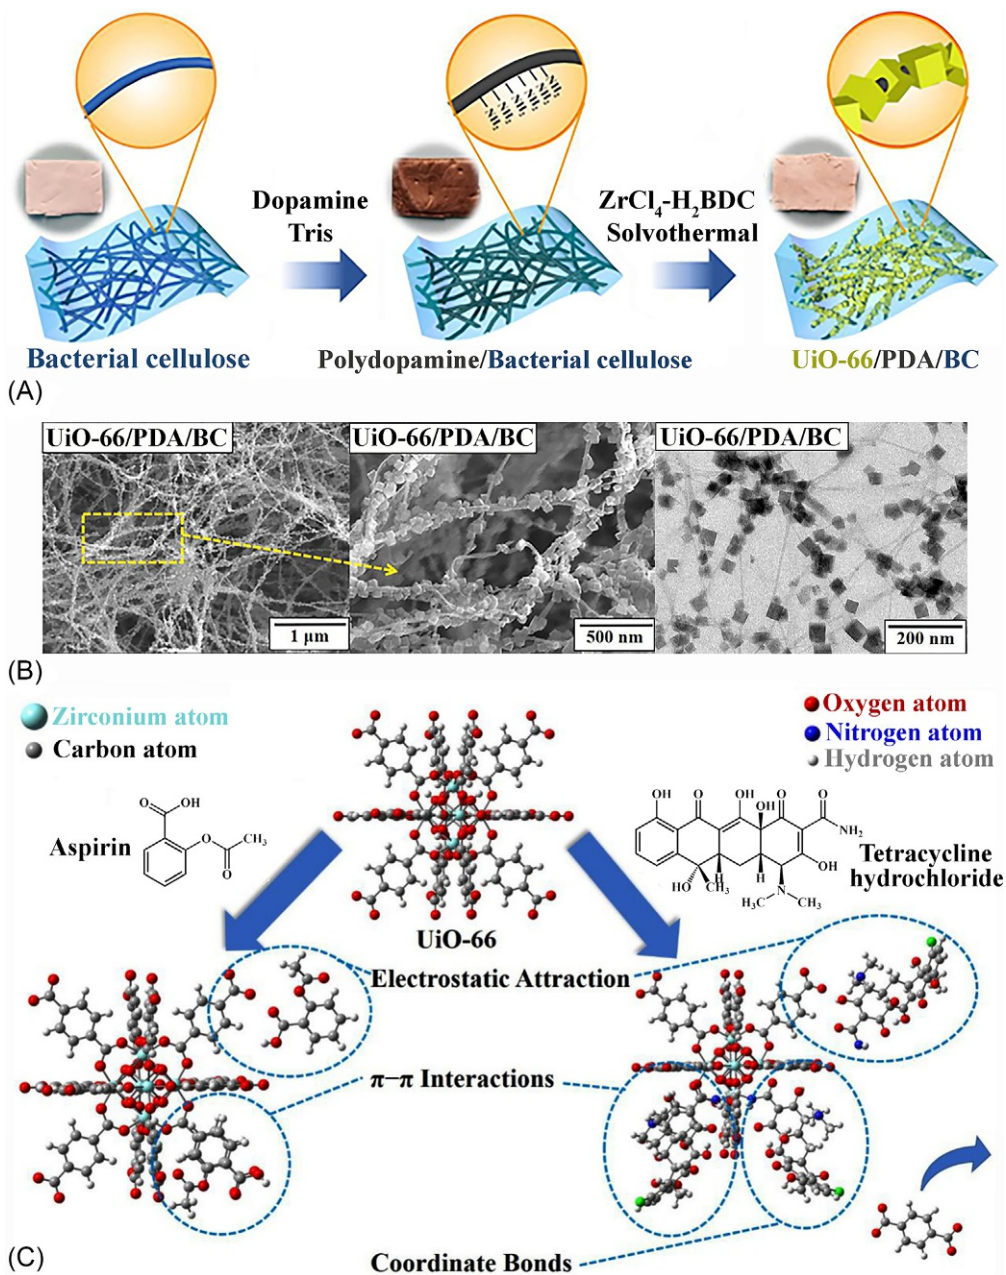 Dopamine
Tris
ZrCl₄-H₂BDC
Solvothermal
Bacterial cellulose
Polydopamine/Bacterial cellulose
UiO-66/PDA/BC
(A)
UiO-66/PDA/BC
UiO-66/PDA/BC
UiO-66/PDA/BC
1 μm
500 nm
200 nm
(B)
Zirconium atom
Carbon atom
Oxygen atom
Nitrogen atom
Hydrogen atom
Aspirin
O
OH
O
O
CH₃
UiO-66
OH
O
OH
OH
O
O
NH₂
OH
HO
CH₃
H
H
N
H₃C
CH₃
Tetracycline
hydrochloride
Electrostatic Attraction
π−π Interactions
Coordinate Bonds
(C)